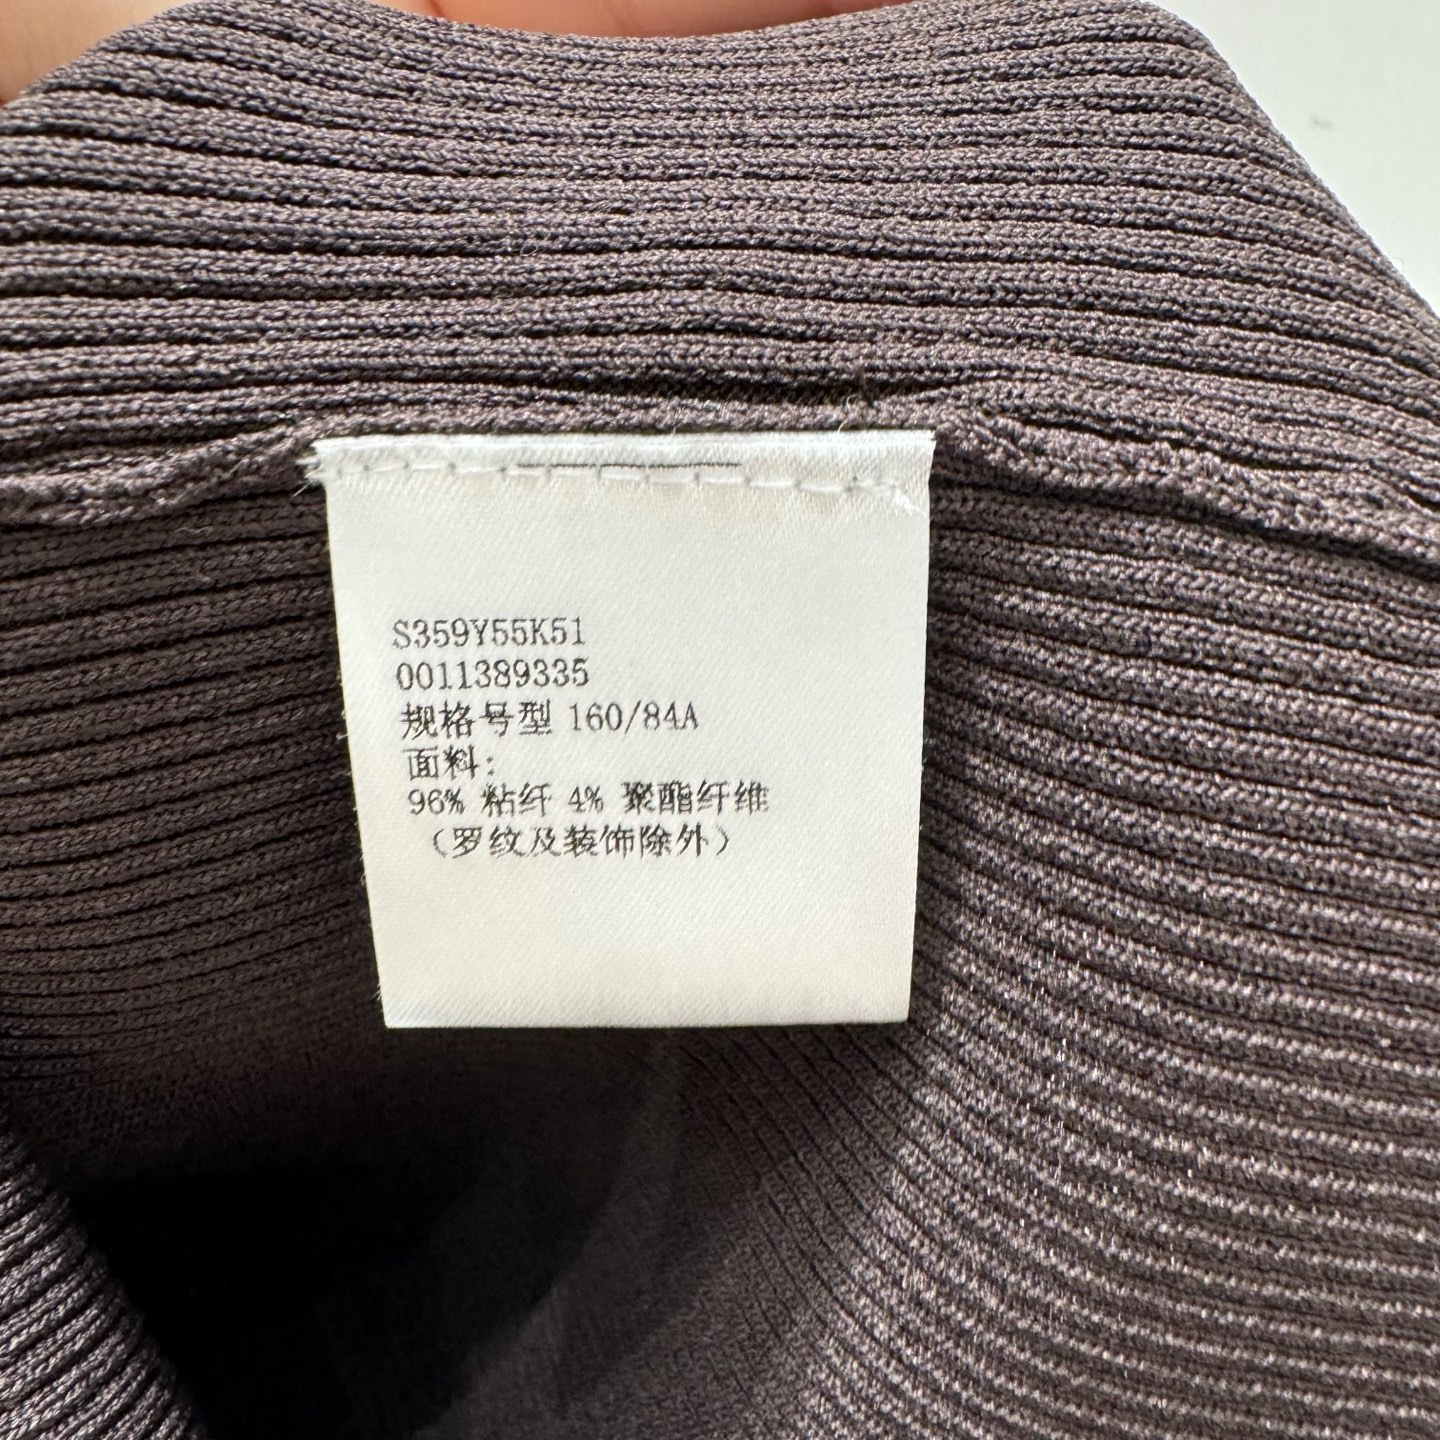 S359Y55K51
0011389335
规格号型 160/84A
面料:
96% 粘纤 4% 聚酯纤维
(罗纹及装饰除外)